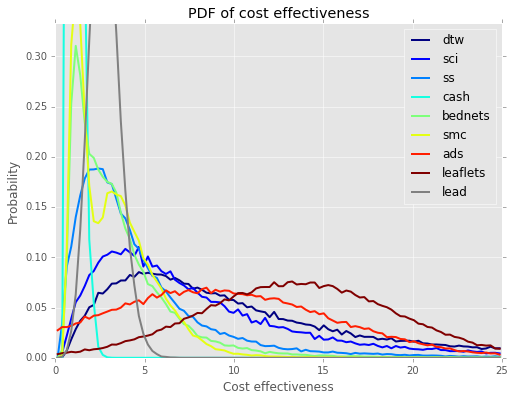 PDF of cost effectiveness
0.30
0.25
0.20
0.15
0.10
0.05
0.00
Probability
dtw
sci
ss
cash
bednets
smc
ads
leaflets
lead
0 5 10 15 20 25
Cost effectiveness